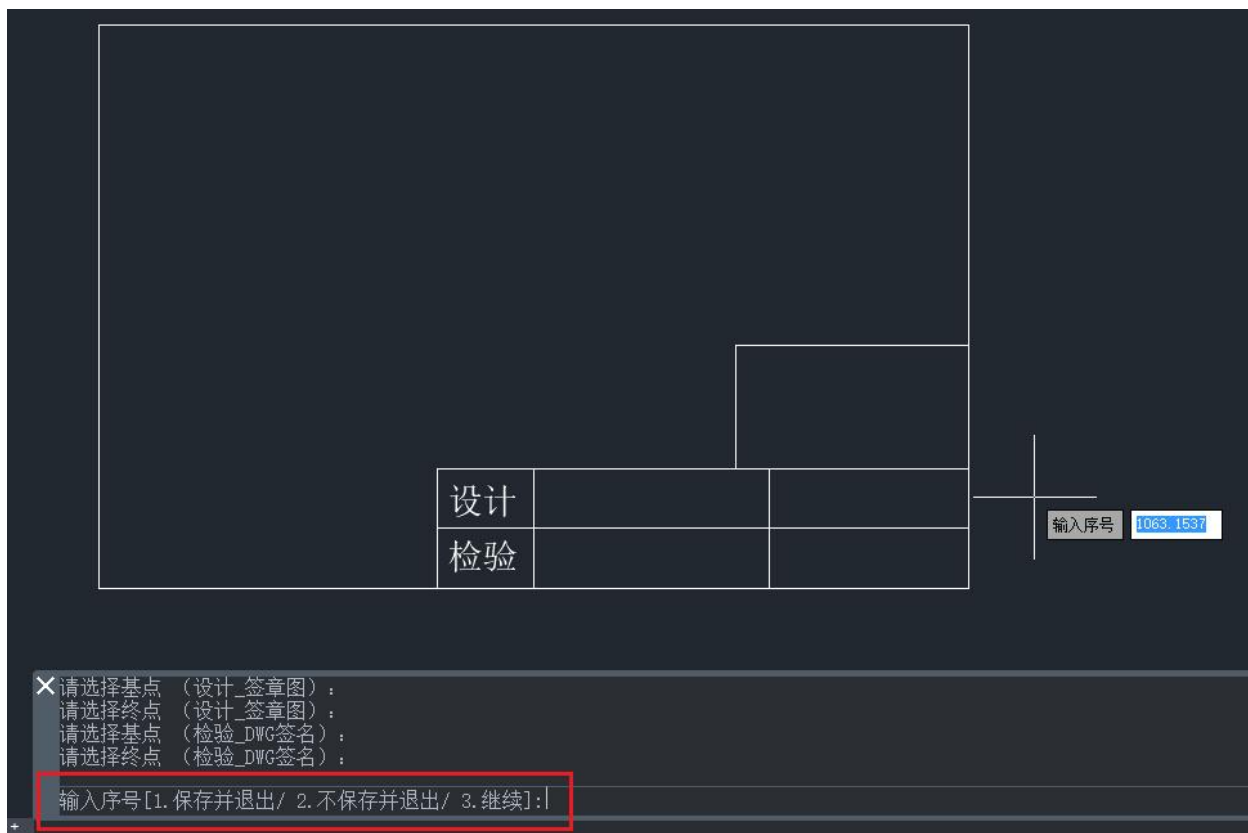 设计
检验
输入序号 1063.1537
请选择基点 （设计_签章图）：
请选择终点 （设计_签章图）：
请选择基点 （检验_DWG签名）：
请选择终点 （检验_DWG签名）：
输入序号[1.保存并退出/ 2.不保存并退出/ 3.继续]: